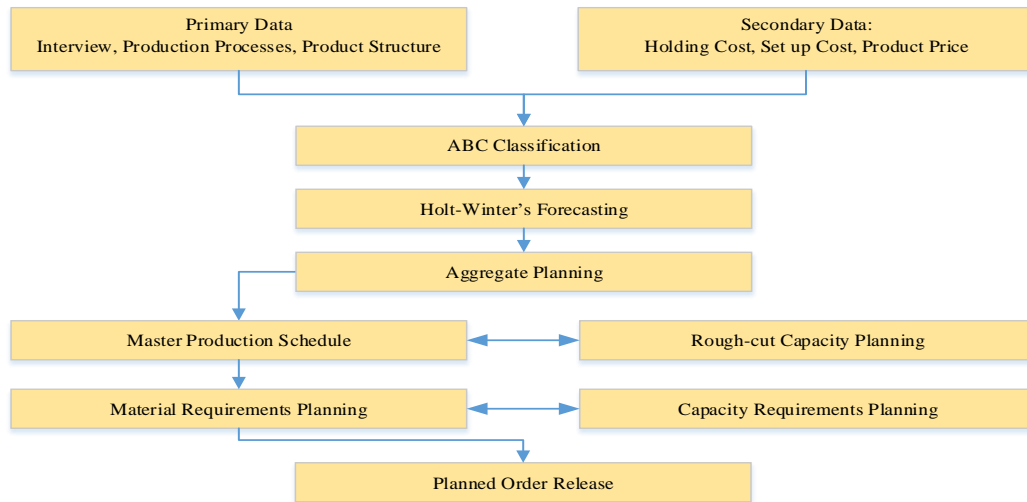 Primary Data
Interview, Production Processes, Product Structure
Secondary Data:
Holding Cost, Set up Cost, Product Price
ABC Classification
Holt-Winter's Forecasting
Aggregate Planning
Master Production Schedule
Rough-cut Capacity Planning
Material Requirements Planning
Capacity Requirements Planning
Planned Order Release